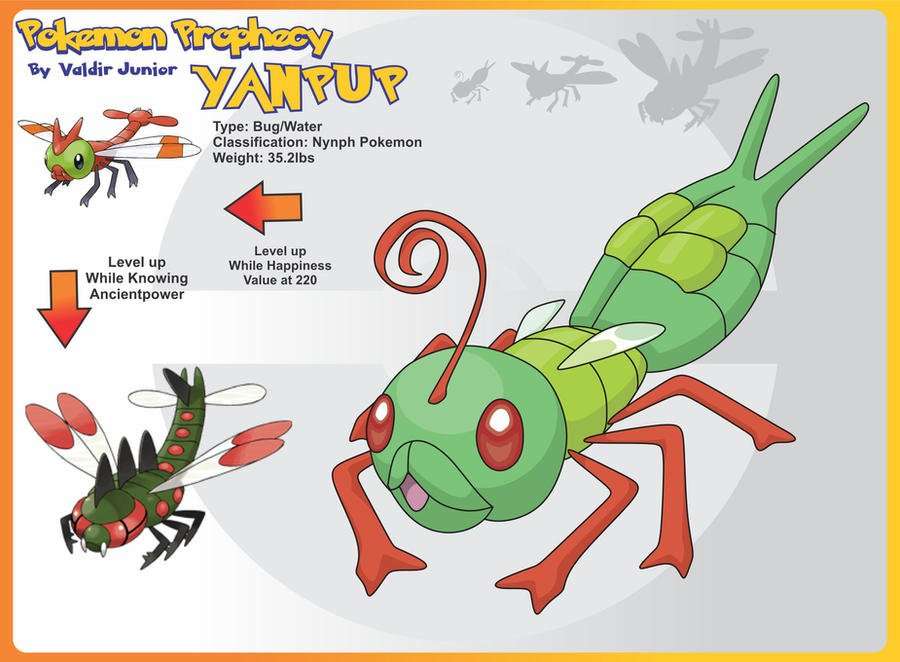 Pokemon Prophecy
By Valdir Junior
YANPUP
Type: Bug/Water
Classification: Nynph Pokemon
Weight: 35.2lbs
Level up
While Happiness
Value at 220
Level up
While Knowing
Ancientpower